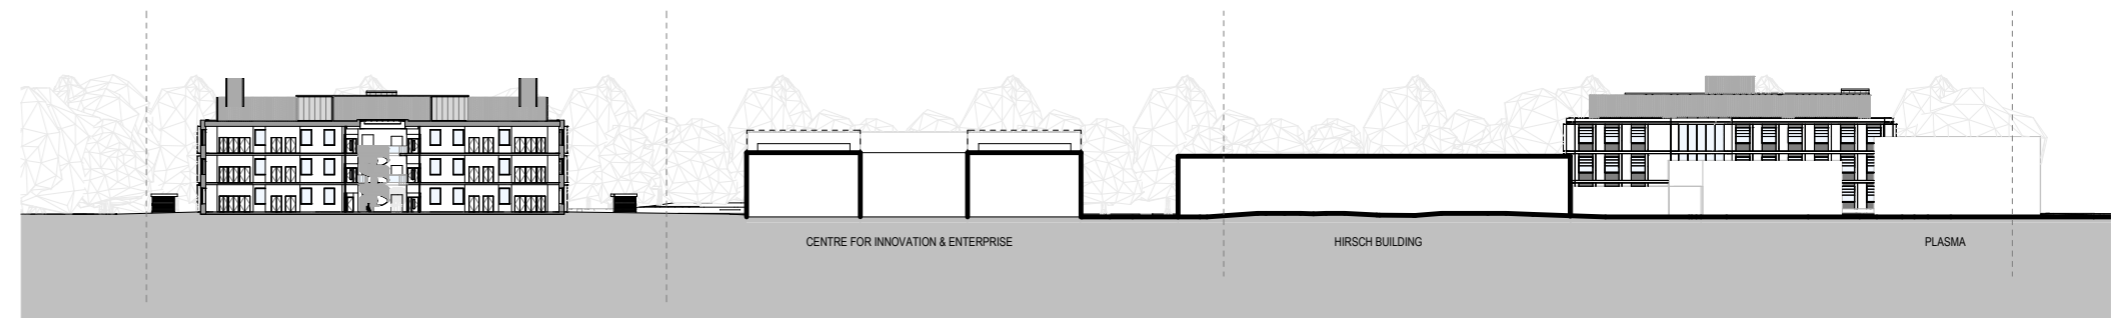 CENTRE FOR INNOVATION & ENTERPRISE
HIRSCH BUILDING
PLASMA